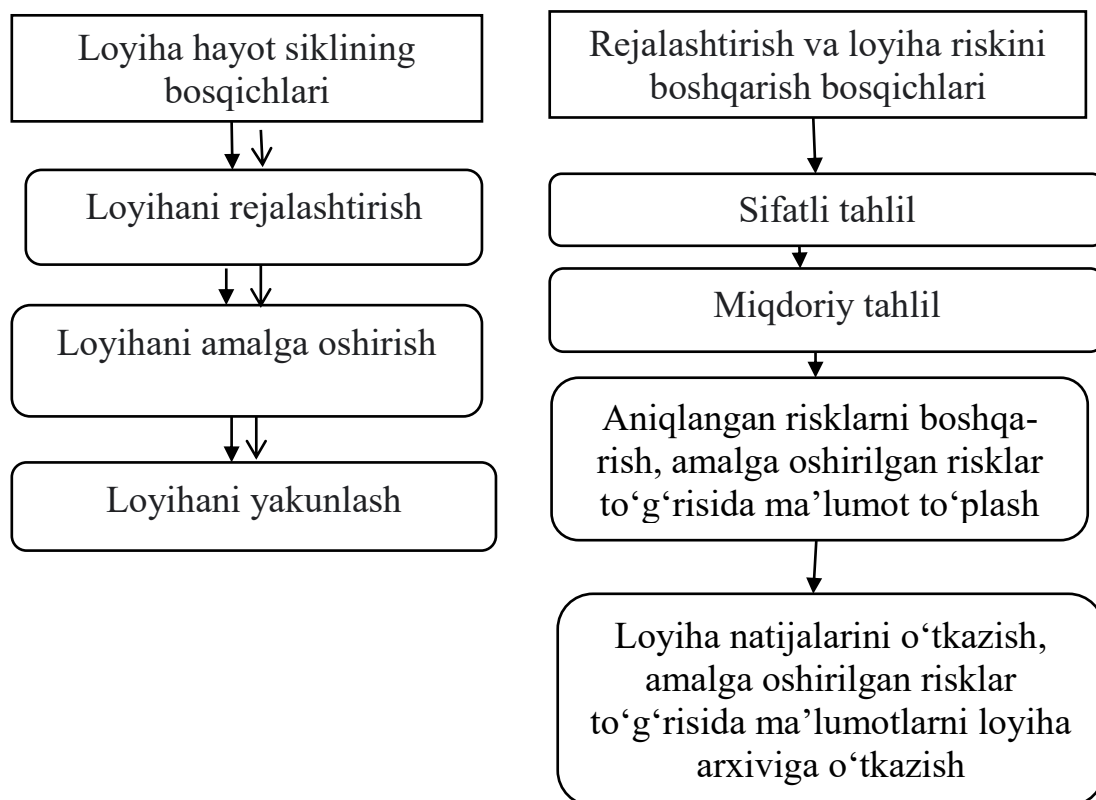 Loyiha hayot siklining
bosqichlari
Loyihani rejalashtirish
Loyihani amalga oshirish
Loyihani yakunlash
Rejalashtirish va loyiha riskini
boshqarish bosqichlari
Sifatli tahlil
Miqdoriy tahlil
Aniqlangan risklarni boshqa-
rish, amalga oshirilgan risklar
to‘g‘risida ma’lumot to‘plash
Loyiha natijalarini o‘tkazish,
amalga oshirilgan risklar
to‘g‘risida ma’lumotlarni loyiha
arxiviga o‘tkazish